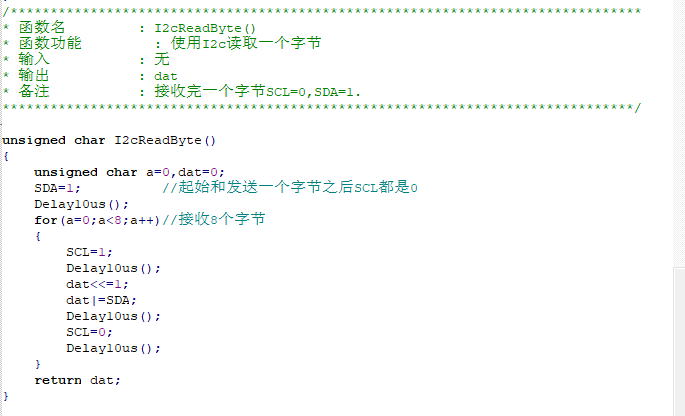 /*******************************************************************************
* 函数名         : I2cReadByte()
* 函数功能		   : 使用I2c读取一个字节
* 输入           : 无
* 输出         	 : dat
* 备注           : 接收完一个字节SCL=0,SDA=1.
*******************************************************************************/
unsigned char I2cReadByte()
{
    unsigned char a=0,dat=0;
    SDA=1;          //起始和发送一个字节之后SCL都是0
    Delay10us();
    for(a=0;a<8;a++)//接收8个字节
    {
        SCL=1;
        Delay10us();
        dat<<=1;
        dat|=SDA;
        Delay10us();
        SCL=0;
        Delay10us();
    }
    return dat;
}